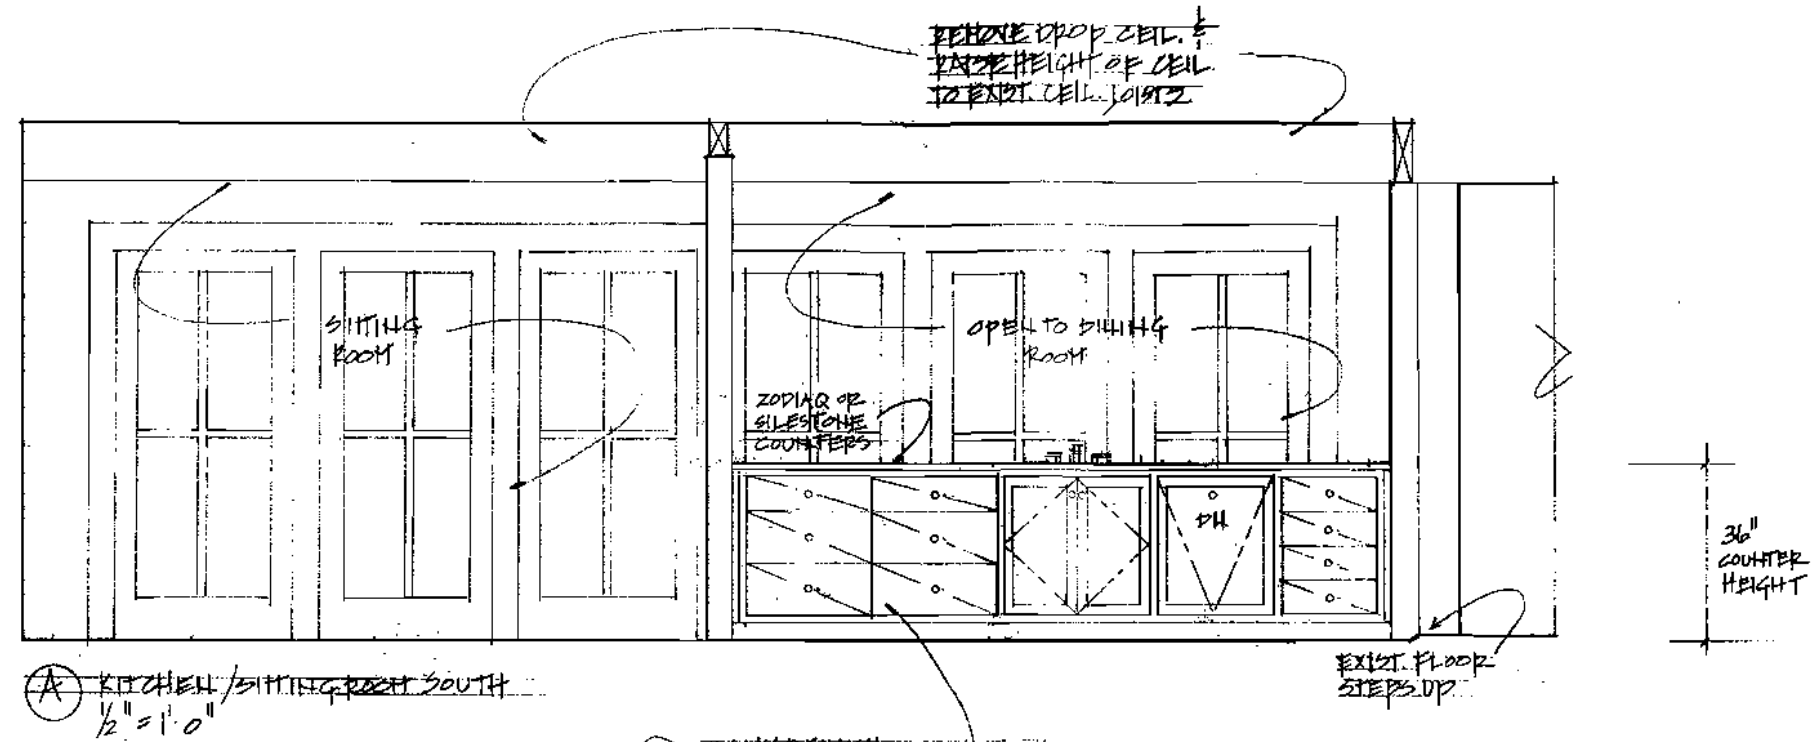 REMOVE DROP CEIL. &
RAISE HEIGHT OF CEIL.
TO EXIST. CEIL. JOISTS
SITTING
ROOM
OPEN TO DINING
ROOM
ZODIAQ OR
SILESTONE
COUNTERS
DW
36"
COUNTER
HEIGHT
EXIST. FLOOR
STEPS UP
A KITCHEN/SITTING ROOM SOUTH
1/2" = 1'-0"